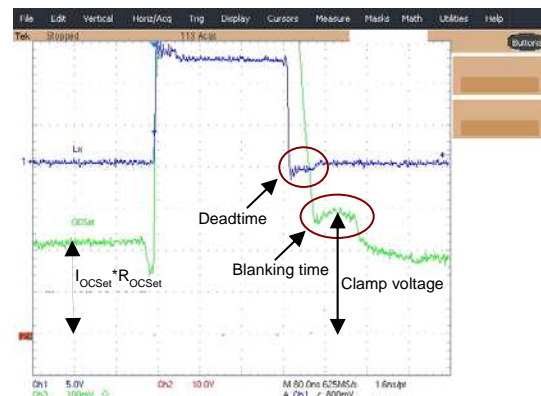 File Edit Vertical Horiz/Acq Trig Display Cursors Measure Masks Math Utilities Help
Tek Stopped 113 Acqs
Buttons
Lx
1
Deadtime
OCSet
Blanking time
I_OCSet*R_OCSet
Clamp voltage
Ch1 5.0V Ch2 10.0V M 80.0ns 625MS/s 1.6ns/pt
Ch3 100mV Ω A Ch1 800mV